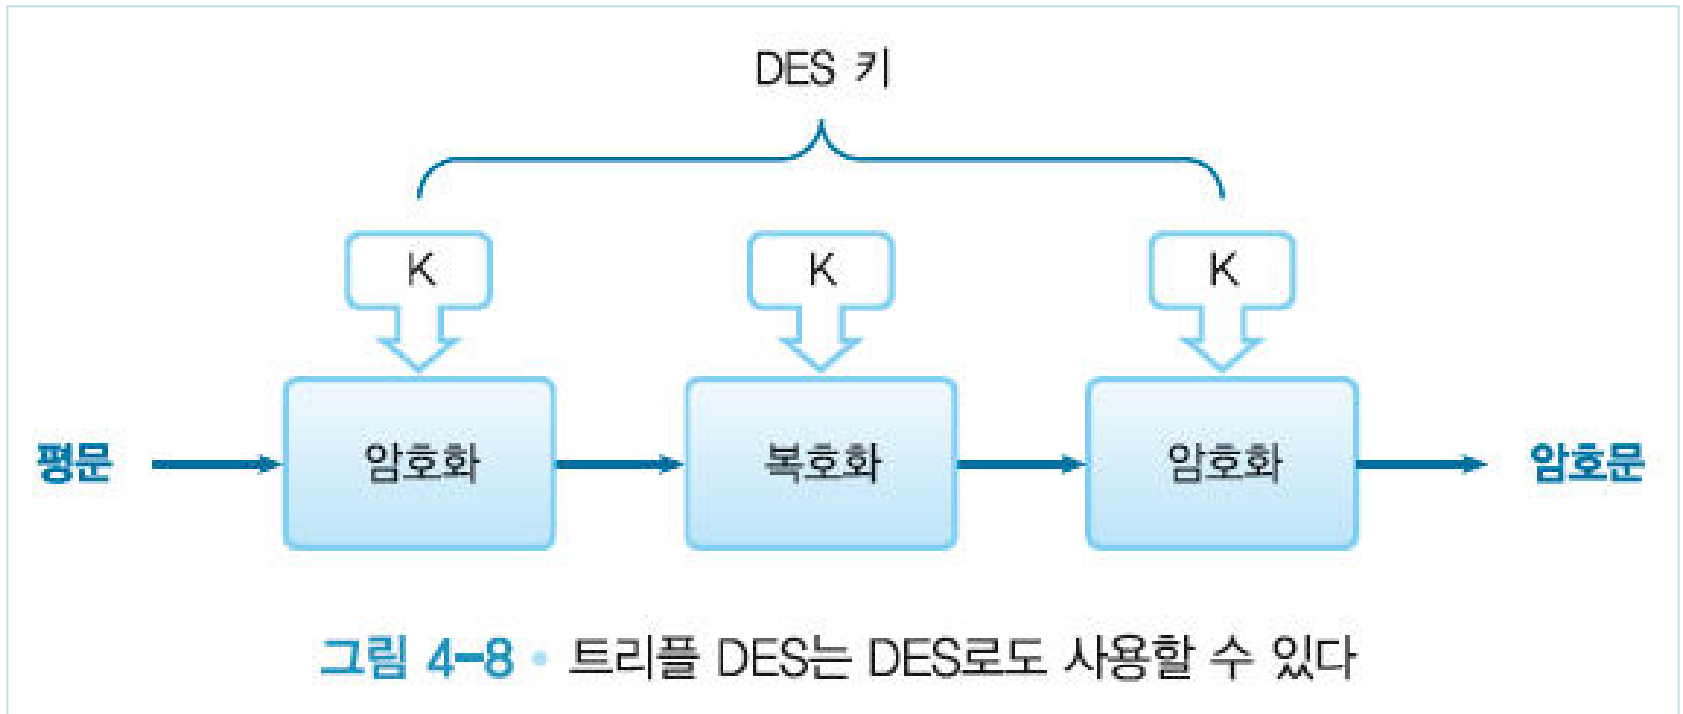 DES 키
K
K
K
평문
암호화
복호화
암호화
암호문
그림 4-8 • 트리플 DES는 DES로도 사용할 수 있다